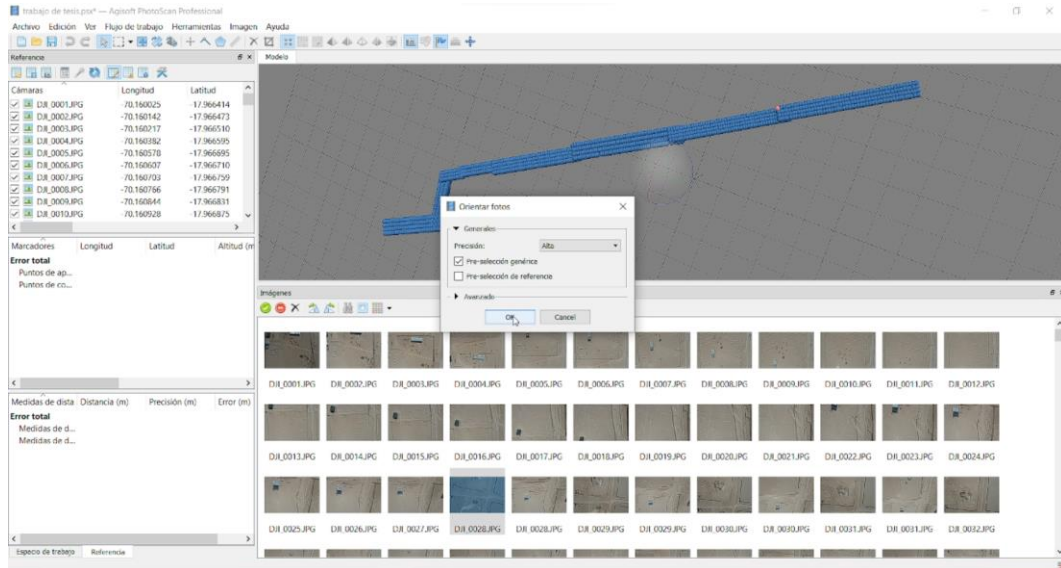 trabajo de tesis.psx* — Agisoft PhotoScan Professional
Archivo Edición Ver Flujo de trabajo Herramientas Imagen Ayuda
Reference
Modelo
Cámaras Longitud Latitud
DJI_0001.JPG -70.160025 -17.966414
DJI_0002.JPG -70.160142 -17.966473
DJI_0003.JPG -70.160217 -17.966510
DJI_0004.JPG -70.160382 -17.966595
DJI_0005.JPG -70.160578 -17.966695
DJI_0006.JPG -70.160607 -17.966710
DJI_0007.JPG -70.160703 -17.966759
DJI_0008.JPG -70.160766 -17.966791
DJI_0009.JPG -70.160844 -17.966831
DJI_0010.JPG -70.160928 -17.966875
Marcadores Longitud Latitud Altitud (m
Error total
Puntos de ap...
Puntos de co...
Orientar fotos
Generales
Precisión: Alta
Pre-selección genérica
Pre-selección de referencia
Avanzado
OK Cancel
Imágenes
DJI_0001.JPG DJI_0002.JPG DJI_0003.JPG DJI_0004.JPG DJI_0005.JPG DJI_0006.JPG DJI_0007.JPG DJI_0008.JPG DJI_0009.JPG DJI_0010.JPG DJI_0011.JPG DJI_0012.JPG
Medidas de dista Distancia (m) Precisión (m) Error (m)
Error total
Medidas de d...
Medidas de d...
DJI_0013.JPG DJI_0014.JPG DJI_0015.JPG DJI_0016.JPG DJI_0017.JPG DJI_0018.JPG DJI_0019.JPG DJI_0020.JPG DJI_0021.JPG DJI_0022.JPG DJI_0023.JPG DJI_0024.JPG
DJI_0025.JPG DJI_0026.JPG DJI_0027.JPG DJI_0028.JPG DJI_0028.JPG DJI_0029.JPG DJI_0029.JPG DJI_0030.JPG DJI_0030.JPG DJI_0031.JPG DJI_0031.JPG DJI_0032.JPG
Espacio de trabajo Referencia